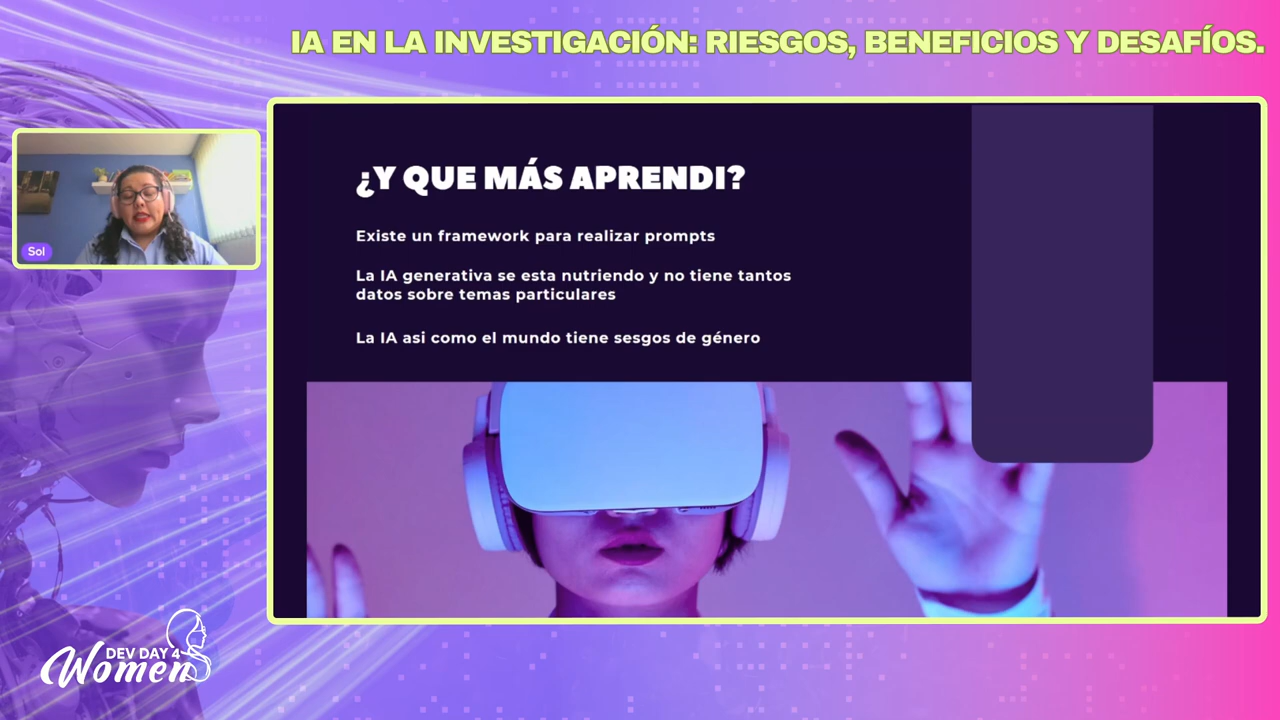 IA EN LA INVESTIGACIÓN: RIESGOS, BENEFICIOS Y DESAFÍOS.
¿Y QUE MÁS APRENDI?
Existe un framework para realizar prompts
La IA generativa se esta nutriendo y no tiene tantos
datos sobre temas particulares
La IA asi como el mundo tiene sesgos de género
Sol
DEV DAY 4
Women